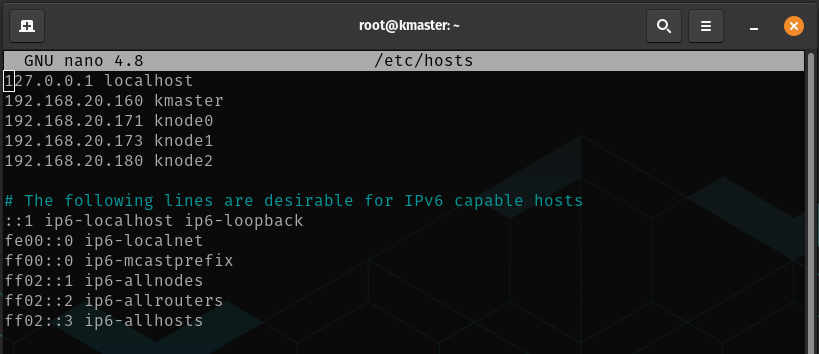 root@kmaster: ~
GNU nano 4.8 /etc/hosts
127.0.0.1 localhost
192.168.20.160 kmaster
192.168.20.171 knode0
192.168.20.173 knode1
192.168.20.180 knode2
# The following lines are desirable for IPv6 capable hosts
::1 ip6-localhost ip6-loopback
fe00::0 ip6-localnet
ff00::0 ip6-mcastprefix
ff02::1 ip6-allnodes
ff02::2 ip6-allrouters
ff02::3 ip6-allhosts